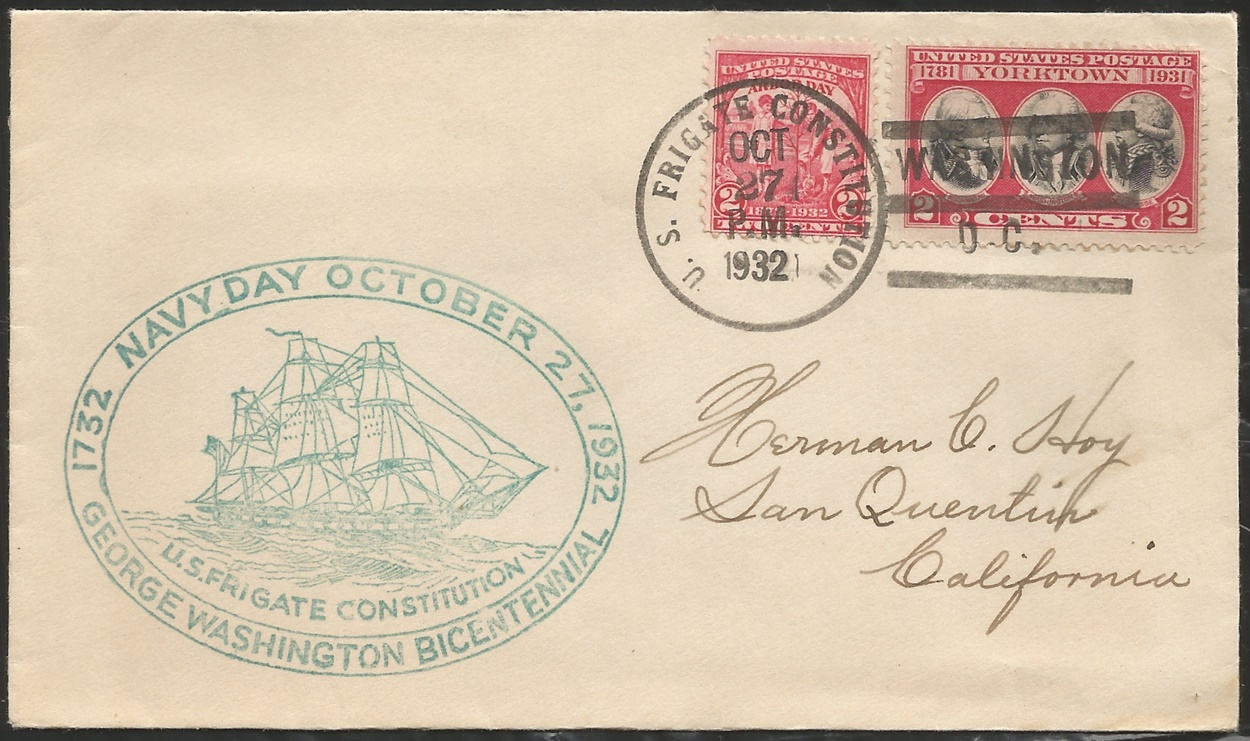 UNITED STATES
POSTAGE
ARBOR DAY
2 2
1932
UNITED STATES POSTAGE
1781 YORKTOWN 1931
2 CENTS 2
U. S. FRIGATE CONSTITUTION
OCT
27
P.M.
1932
WASHINGTON
D.C.
1732 NAVY DAY OCTOBER 27, 1932
U.S. FRIGATE CONSTITUTION
GEORGE WASHINGTON BICENTENNIAL
Herman C. Hoy
San Quentin
California